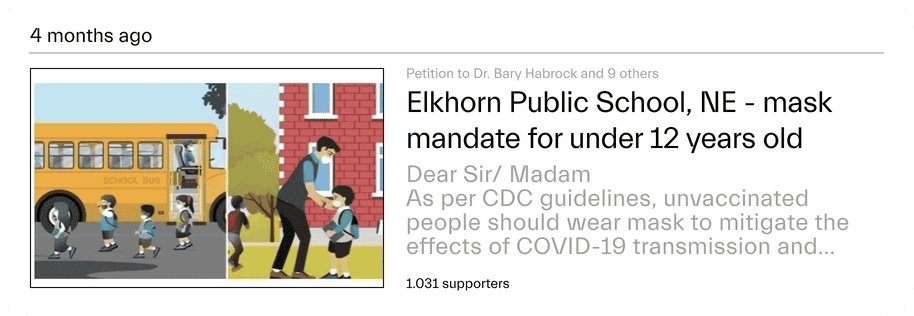 4 months ago
Petition to Dr. Bary Habrock and 9 others
Elkhorn Public School, NE - mask
mandate for under 12 years old
Dear Sir/ Madam
As per CDC guidelines, unvaccinated
people should wear mask to mitigate the
effects of COVID-19 transmission and...
1.031 supporters
SCHOOL BUS